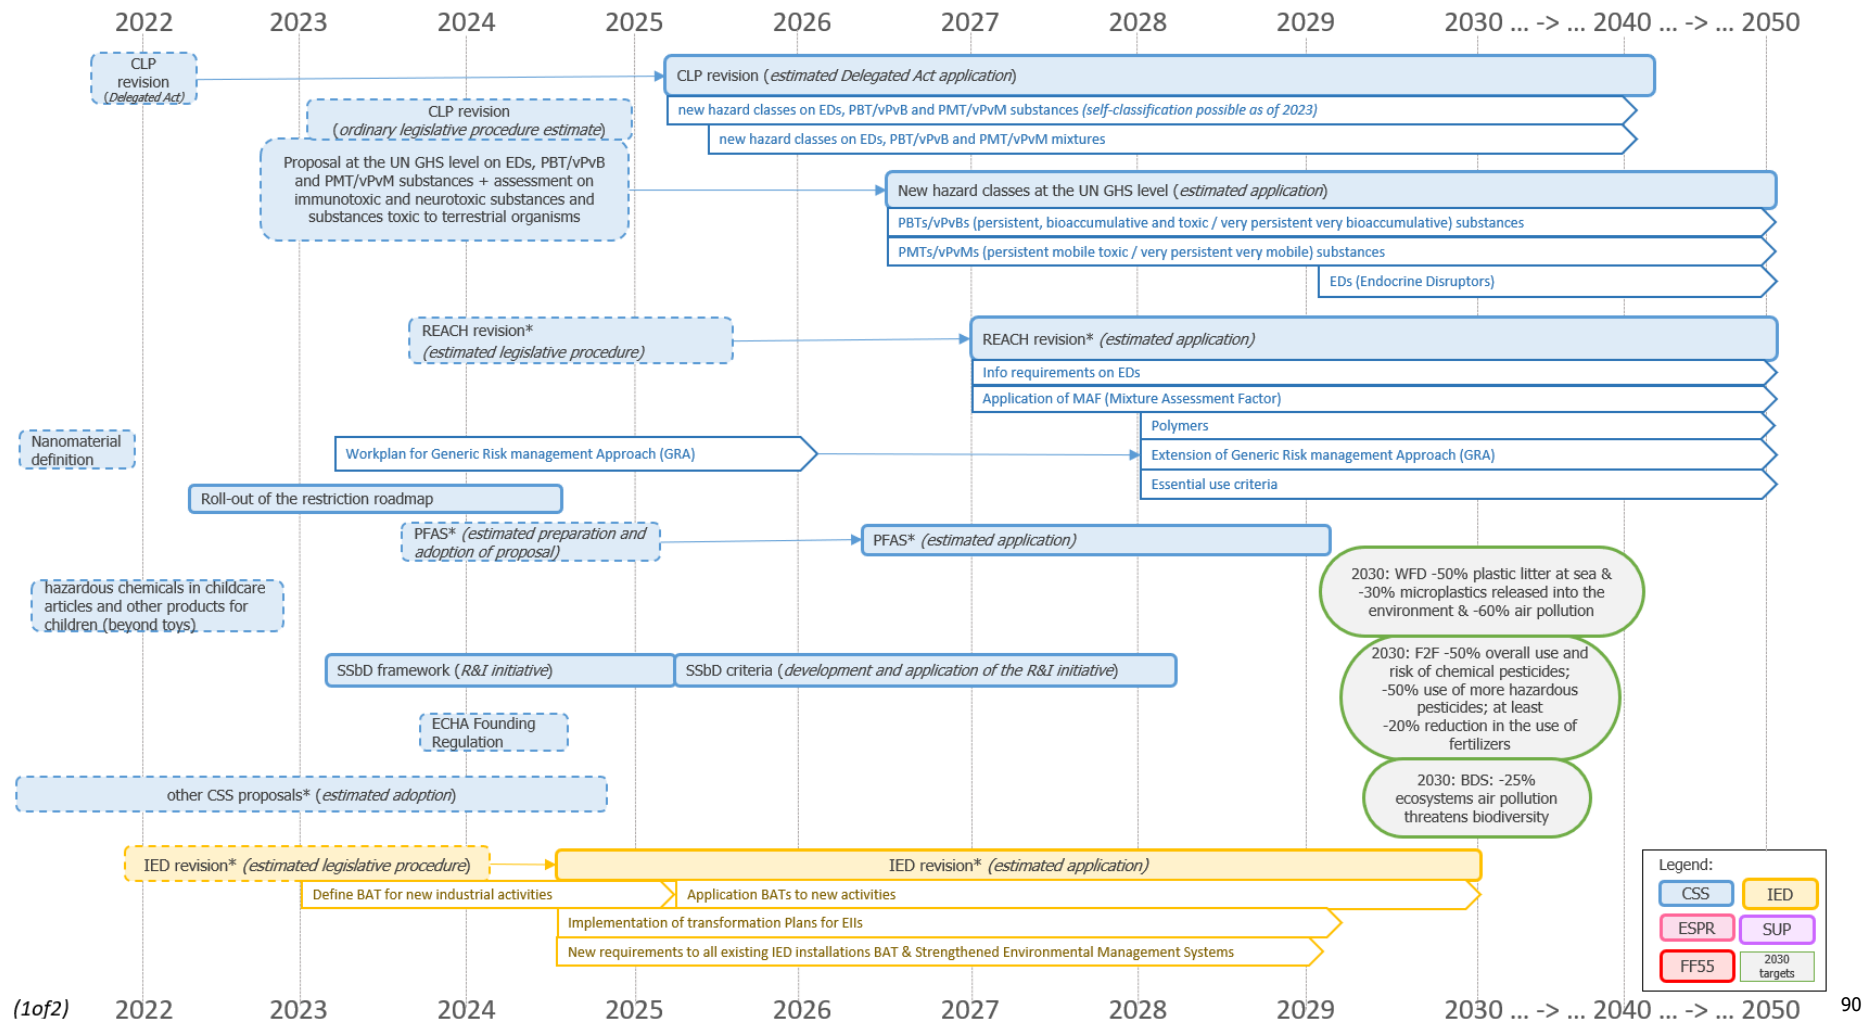 2022 2023 2024 2025 2026 2027 2028 2029 2030 ... -> ... 2040 ... -> ... 2050
CLP
revision
(Delegated Act)
CLP revision (estimated Delegated Act application)
new hazard classes on EDs, PBT/vPvB and PMT/vPvM substances (self-classification possible as of 2023)
CLP revision
(ordinary legislative procedure estimate)
new hazard classes on EDs, PBT/vPvB and PMT/vPvM mixtures
Proposal at the UN GHS level on EDs, PBT/vPvB
and PMT/vPvM substances + assessment on
immunotoxic and neurotoxic substances and
substances toxic to terrestrial organisms
New hazard classes at the UN GHS level (estimated application)
PBTs/vPvBs (persistent, bioaccumulative and toxic / very persistent very bioaccumulative) substances
PMTs/vPvMs (persistent mobile toxic / very persistent very mobile) substances
EDs (Endocrine Disruptors)
REACH revision*
(estimated legislative procedure)
REACH revision* (estimated application)
Info requirements on EDs
Application of MAF (Mixture Assessment Factor)
Polymers
Nanomaterial
definition
Workplan for Generic Risk management Approach (GRA)
Extension of Generic Risk management Approach (GRA)
Essential use criteria
Roll-out of the restriction roadmap
PFAS* (estimated preparation and
adoption of proposal)
PFAS* (estimated application)
2030: WFD -50% plastic litter at sea &
-30% microplastics released into the
environment & -60% air pollution
hazardous chemicals in childcare
articles and other products for
children (beyond toys)
SSbD framework (R&I initiative)
SSbD criteria (development and application of the R&I initiative)
2030: F2F -50% overall use and
risk of chemical pesticides;
-50% use of more hazardous
pesticides; at least
-20% reduction in the use of
fertilizers
ECHA Founding
Regulation
other CSS proposals* (estimated adoption)
2030: BDS: -25%
ecosystems air pollution
threatens biodiversity
IED revision* (estimated legislative procedure)
IED revision* (estimated application)
Define BAT for new industrial activities
Application BATs to new activities
Implementation of transformation Plans for EIIs
New requirements to all existing IED installations BAT & Strengthened Environmental Management Systems
Legend:
CSS
IED
ESPR
SUP
FF55
2030
targets
(1of2) 2022 2023 2024 2025 2026 2027 2028 2029 2030 ... -> ... 2040 ... -> ... 2050
90